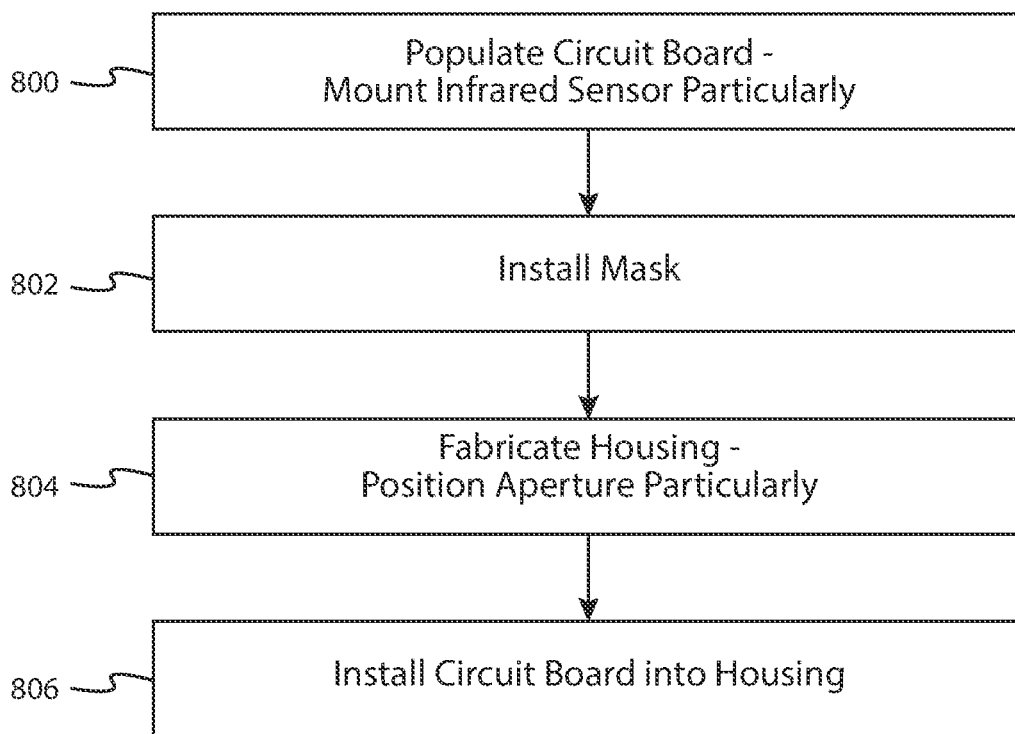 800
Populate Circuit Board -
Mount Infrared Sensor Particularly
802
Install Mask
804
Fabricate Housing -
Position Aperture Particularly
806
Install Circuit Board into Housing